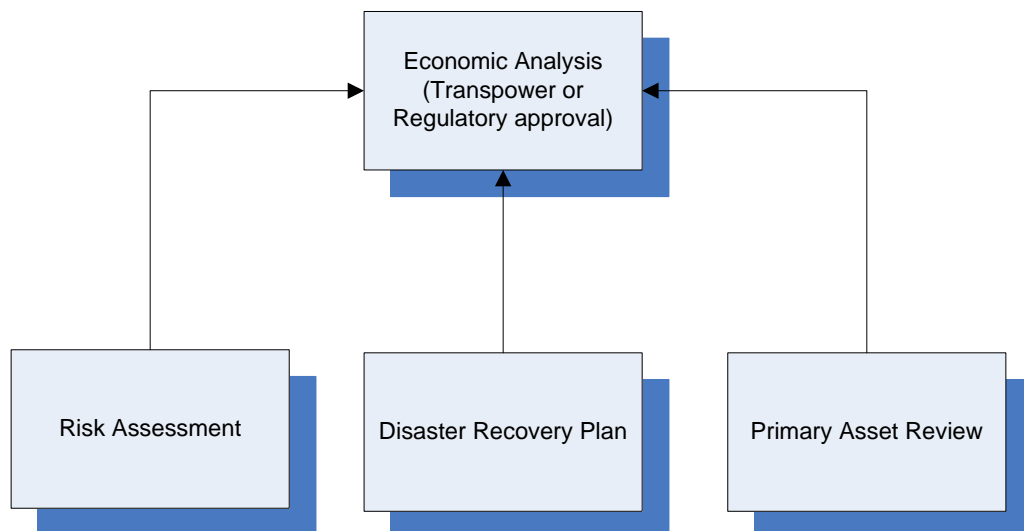 Economic Analysis
(Transpower or
Regulatory approval)
Risk Assessment
Disaster Recovery Plan
Primary Asset Review